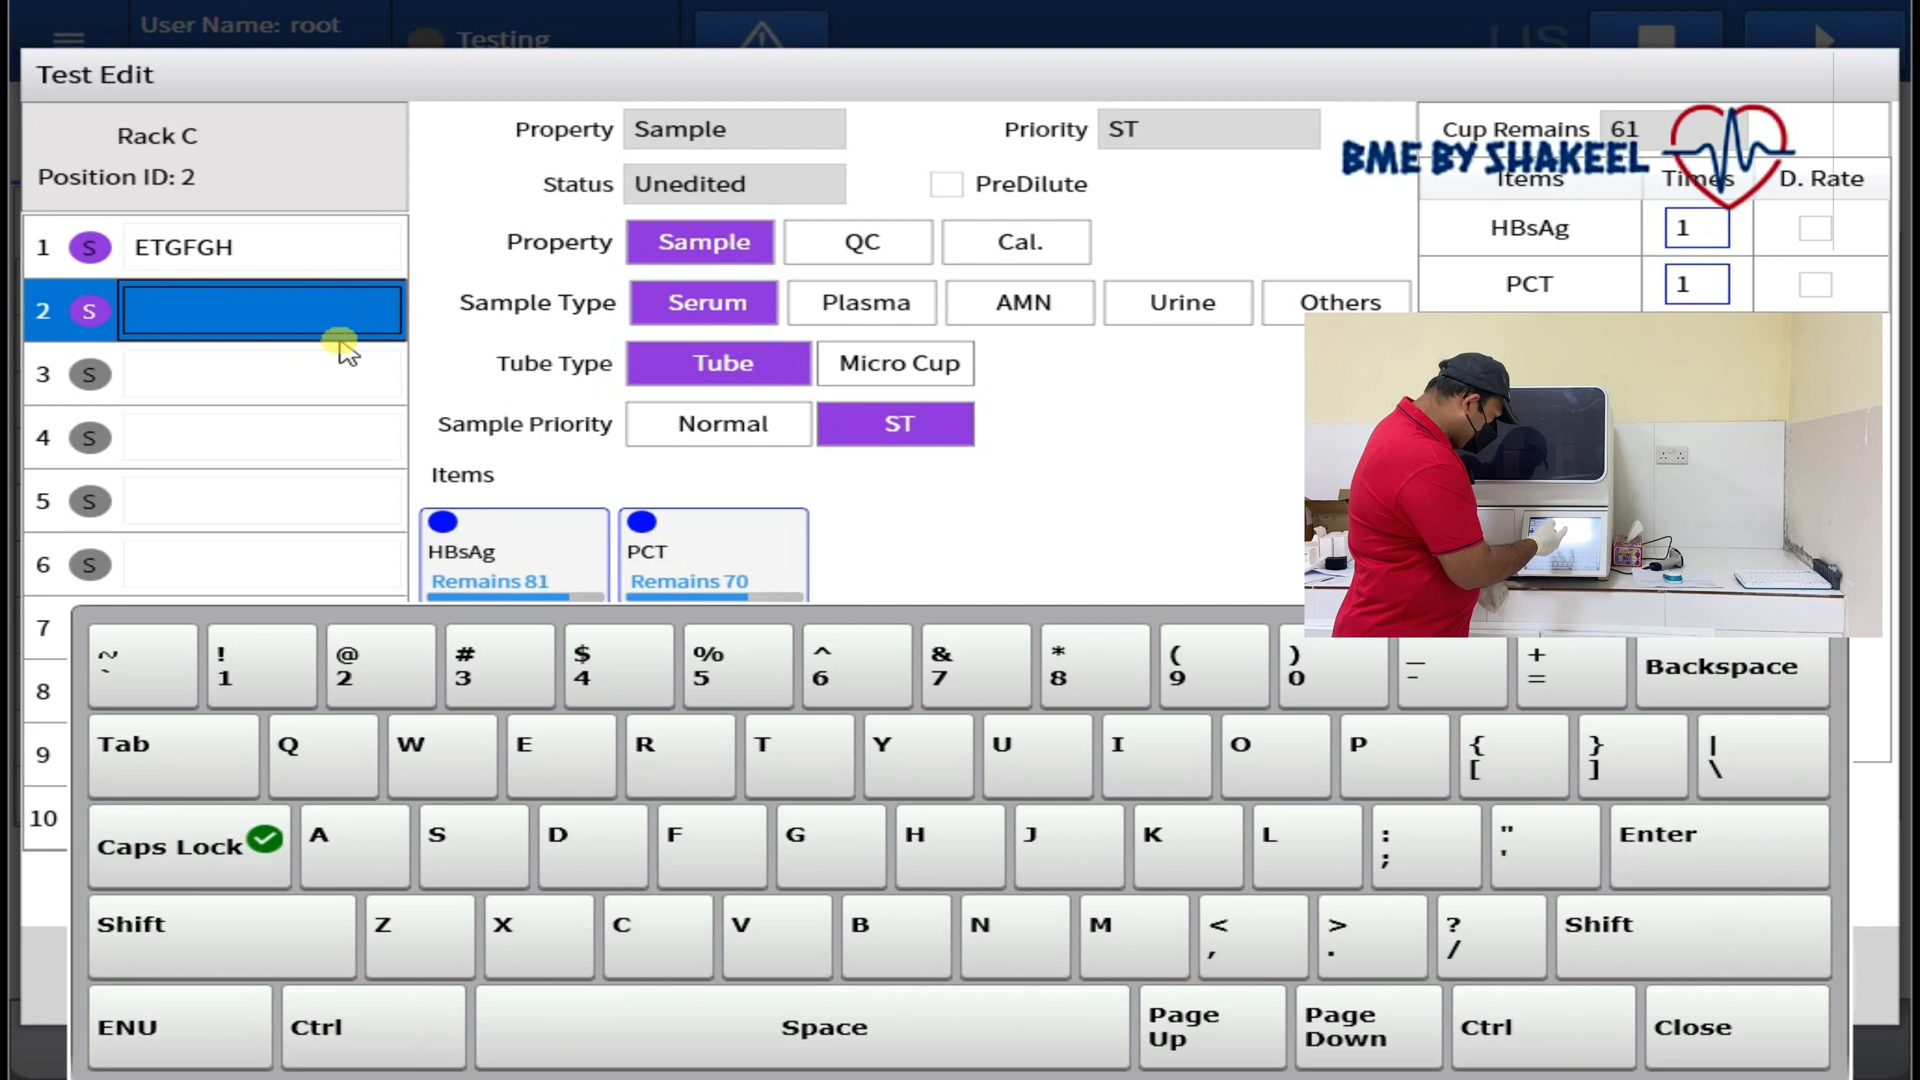 User Name: root
Testing
Test Edit
Rack C
Position ID: 2
1 S ETGFGH
2 S
3 S
4 S
5 S
6 S
7
8
9
10
Property Sample
Priority ST
Status Unedited
PreDilute
Property Sample QC Cal.
Sample Type Serum Plasma AMN Urine Others
Tube Type Tube Micro Cup
Sample Priority Normal ST
Items
HBsAg
Remains 81
PCT
Remains 70
Cup Remains 61
BME BY SHAKEEL
Items Times D. Rate
HBsAg 1
PCT 1
~ ! @ # $ % ^ & * ( ) _ +
` 1 2 3 4 5 6 7 8 9 0 - = Backspace
Tab Q W E R T Y U I O P { } |
[ ] \
Caps Lock A S D F G H J K L : " Enter
; '
Shift Z X C V B N M < > ? Shift
, . /
ENU Ctrl Space Page Up Page Down Ctrl Close